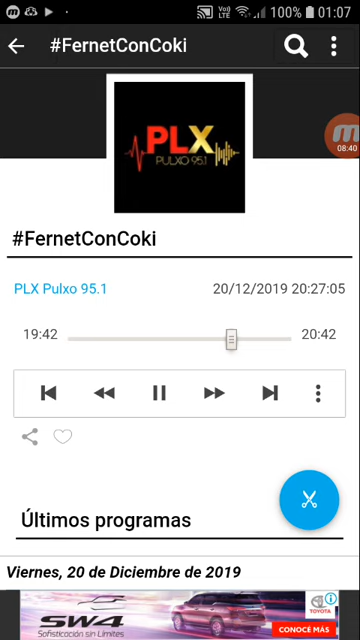 Vo)) LTE 100% 01:07
#FernetConCoki
PLX
PULXO 95.1
08:40
#FernetConCoki
PLX Pulxo 95.1 20/12/2019 20:27:05
19:42 20:42
Últimos programas
Viernes, 20 de Diciembre de 2019
SW4
Sofisticación sin Límites
TOYOTA
CONOCÉ MÁS